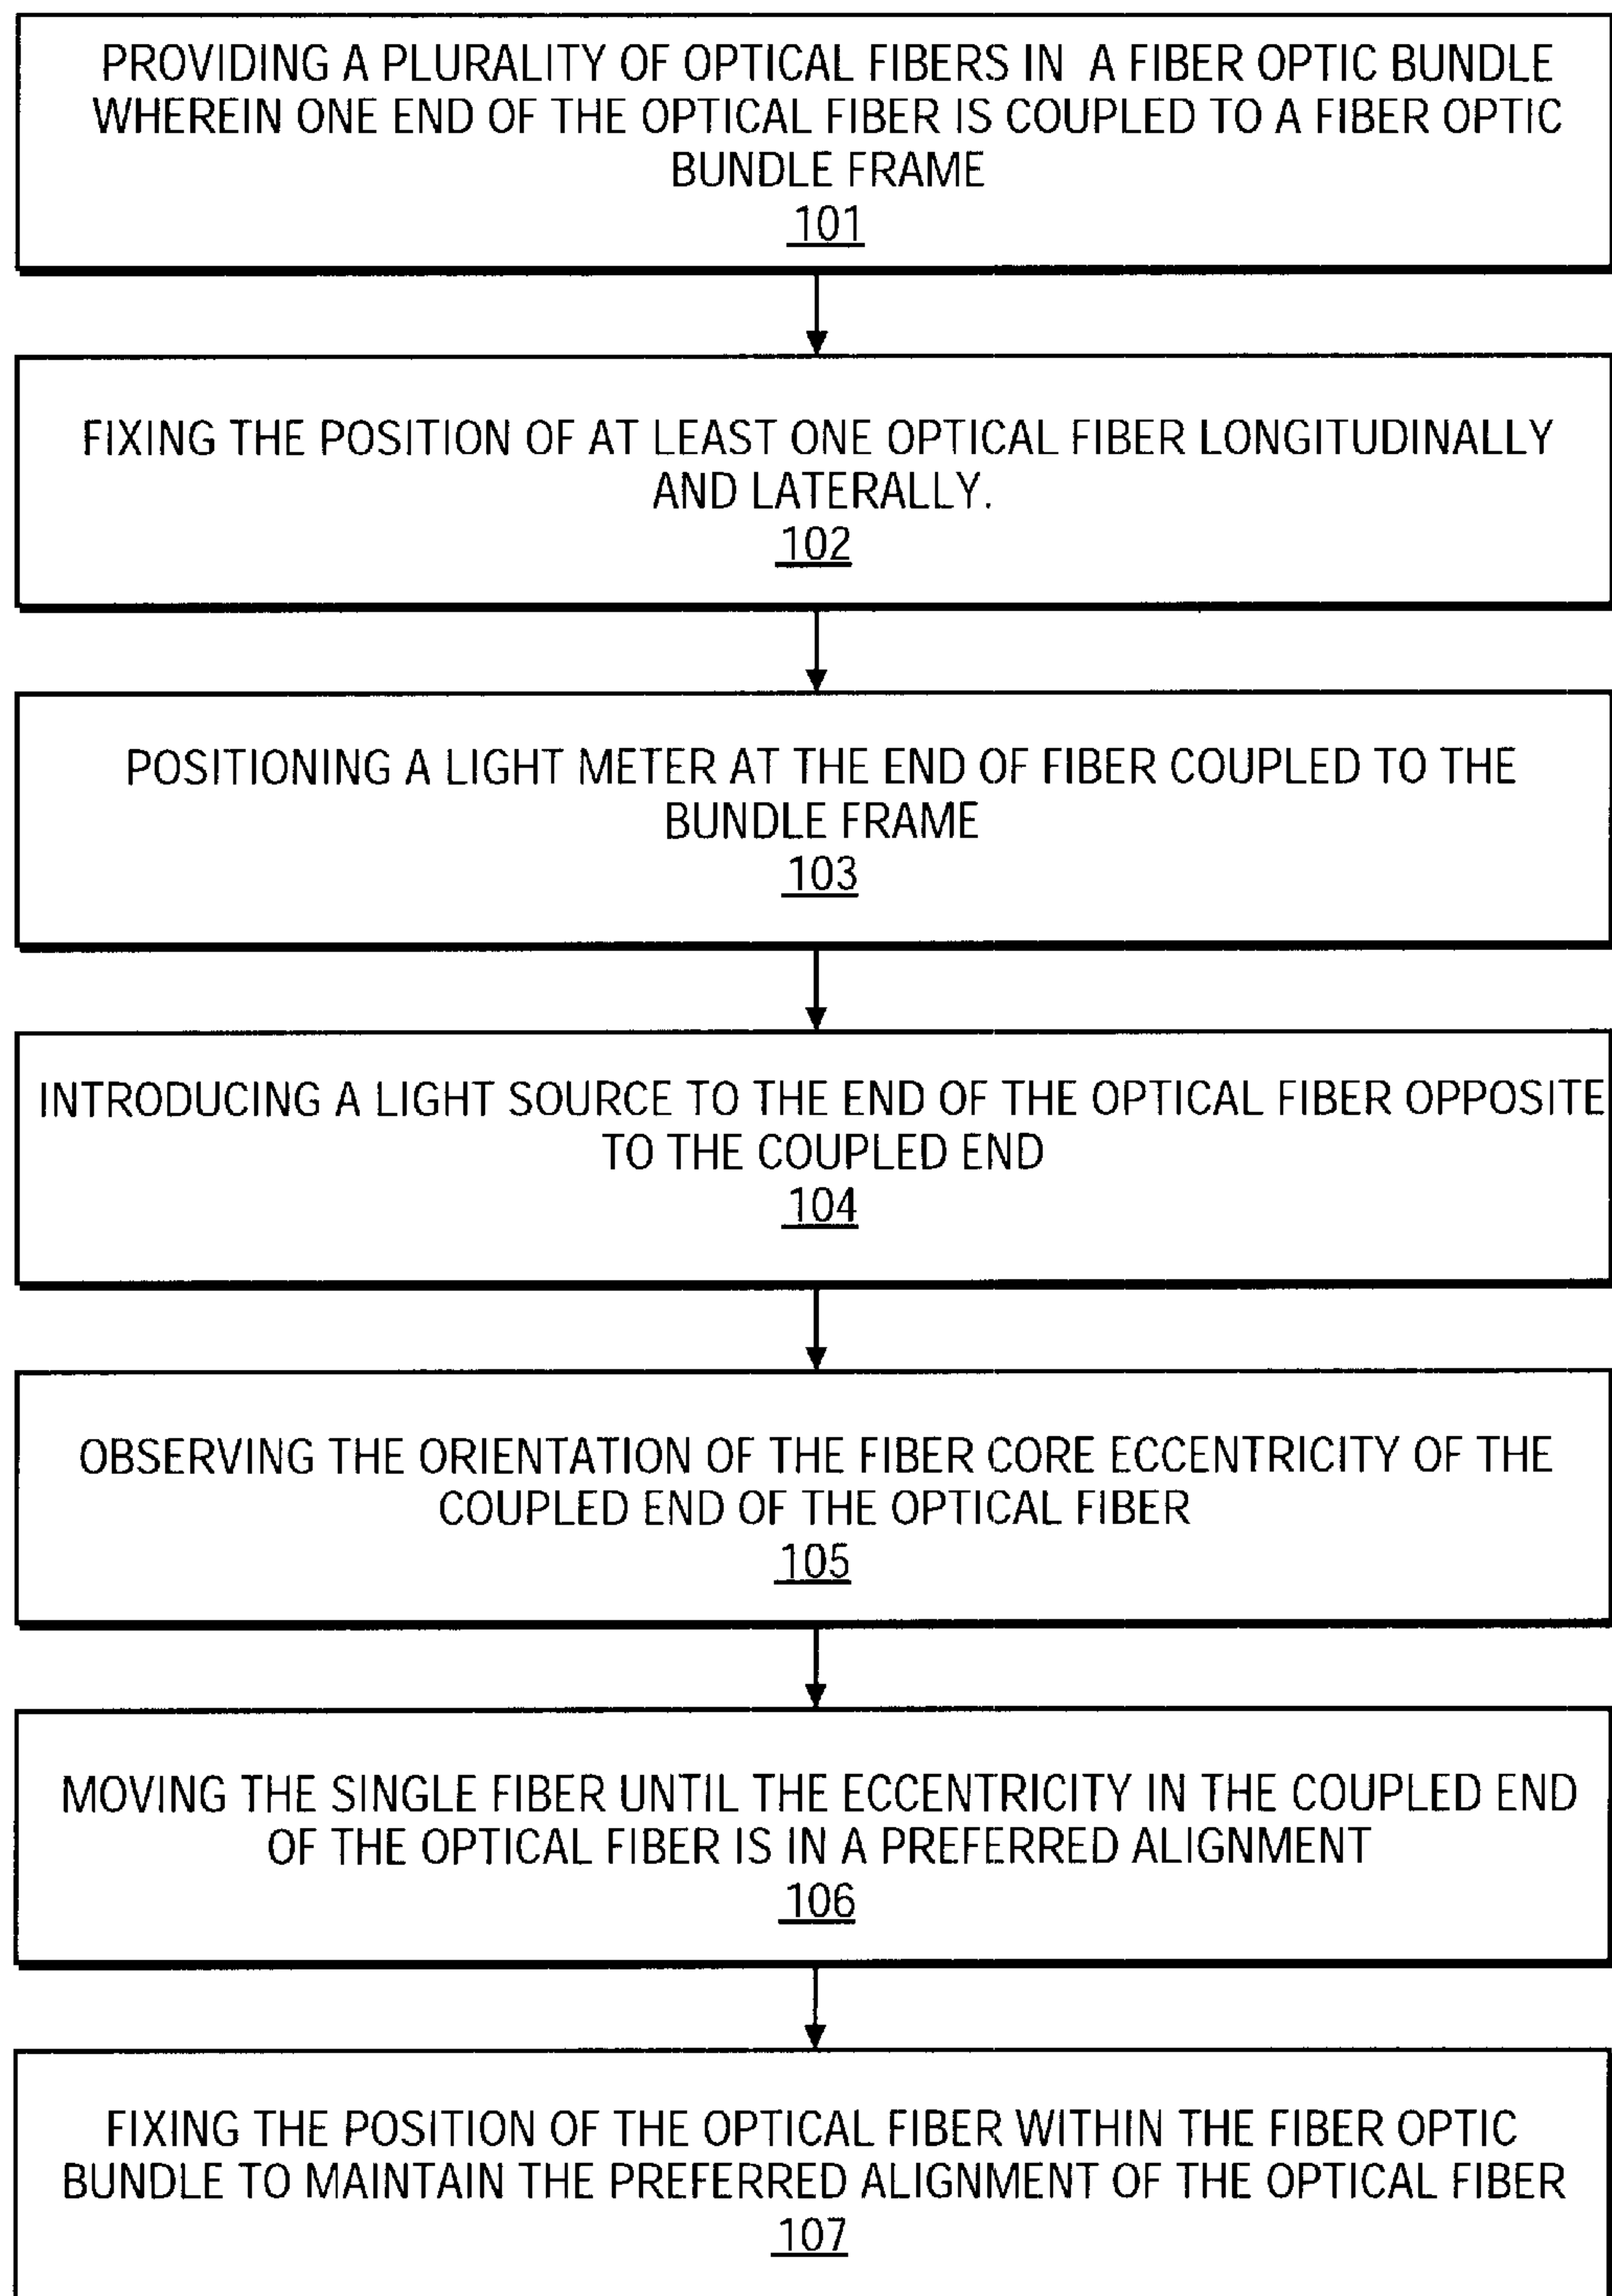 PROVIDING A PLURALITY OF OPTICAL FIBERS IN A FIBER OPTIC BUNDLE
WHEREIN ONE END OF THE OPTICAL FIBER IS COUPLED TO A FIBER OPTIC
BUNDLE FRAME
101
FIXING THE POSITION OF AT LEAST ONE OPTICAL FIBER LONGITUDINALLY
AND LATERALLY.
102
POSITIONING A LIGHT METER AT THE END OF FIBER COUPLED TO THE
BUNDLE FRAME
103
INTRODUCING A LIGHT SOURCE TO THE END OF THE OPTICAL FIBER OPPOSITE
TO THE COUPLED END
104
OBSERVING THE ORIENTATION OF THE FIBER CORE ECCENTRICITY OF THE
COUPLED END OF THE OPTICAL FIBER
105
MOVING THE SINGLE FIBER UNTIL THE ECCENTRICITY IN THE COUPLED END
OF THE OPTICAL FIBER IS IN A PREFERRED ALIGNMENT
106
FIXING THE POSITION OF THE OPTICAL FIBER WITHIN THE FIBER OPTIC
BUNDLE TO MAINTAIN THE PREFERRED ALIGNMENT OF THE OPTICAL FIBER
107